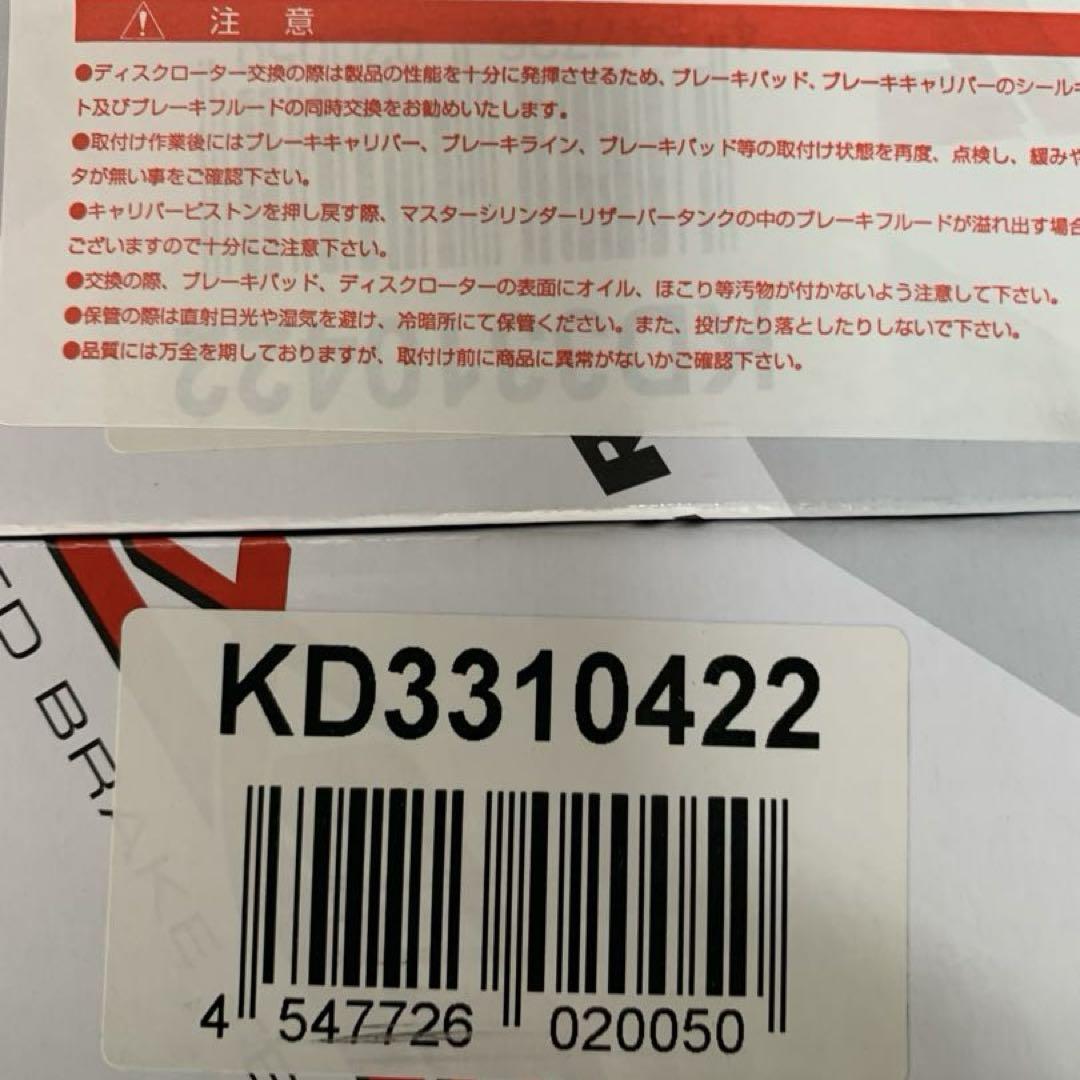 注 意
●ディスクローター交換の際は製品の性能を十分に発揮させるため、ブレーキパッド、ブレーキキャリパーのシールキ
ト及びブレーキフルードの同時交換をお勧めいたします。
●取付け作業後にはブレーキキャリパー、ブレーキライン、ブレーキパッド等の取付け状態を再度、点検し、緩みや
タが無い事をご確認下さい。
●キャリパーピストンを押し戻す際、マスターシリンダーリザーバータンクの中のブレーキフルードが溢れ出す場合
ございますので十分にご注意下さい。
●交換の際、ブレーキパッド、ディスクローターの表面にオイル、ほこり等汚物が付かないよう注意して下さい。
●保管の際は直射日光や湿気を避け、冷暗所にて保管ください。また、投げたり落としたりしないで下さい。
●品質には万全を期しておりますが、取付け前に商品に異常がないかご確認下さい。
KD3310422
4 547726 020050